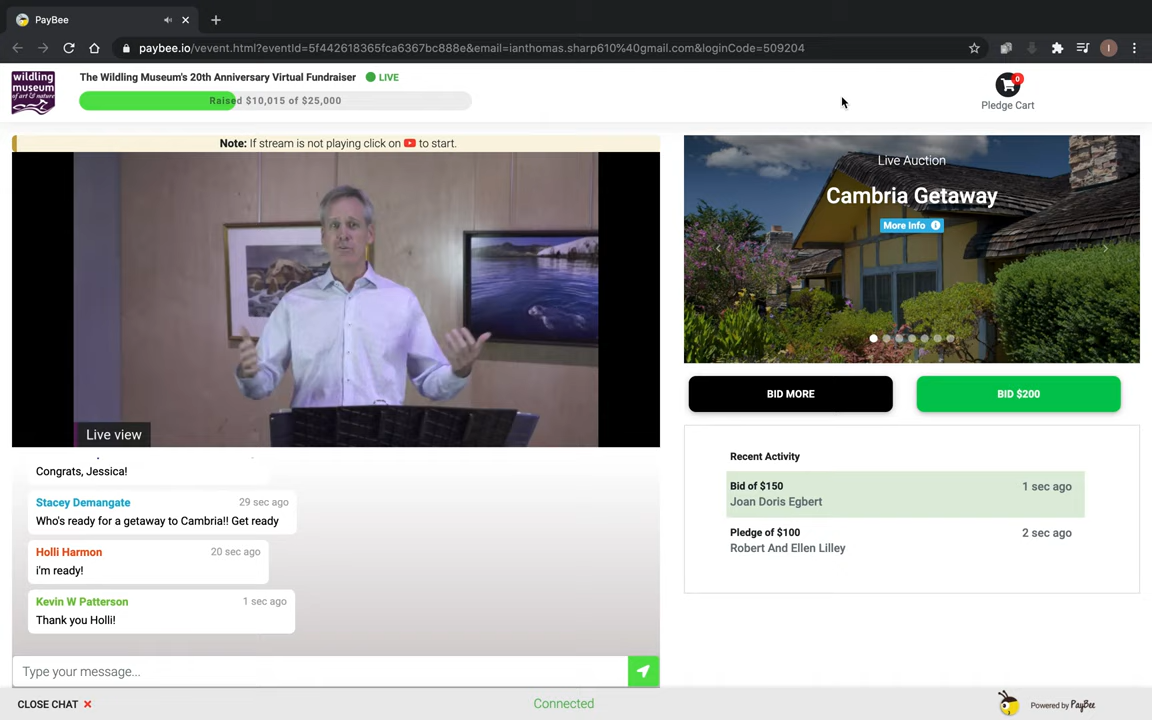 PayBee
paybee.io/vevent.html?eventId=5f442618365fca6367bc888e&email=ianthomas.sharp610%40gmail.com&loginCode=509204
I
wildling
museum
of art & nature
The Wildling Museum's 20th Anniversary Virtual Fundraiser
LIVE
Raised $10,015 of $25,000
0
Pledge Cart
Note: If stream is not playing click on to start.
Live view
Live Auction
Cambria Getaway
More Info
BID MORE
BID $200
Recent Activity
Bid of $150
1 sec ago
Joan Doris Egbert
Pledge of $100
2 sec ago
Robert And Ellen Lilley
Congrats, Jessica!
Stacey Demangate
29 sec ago
Who's ready for a getaway to Cambria!! Get ready
Holli Harmon
20 sec ago
i'm ready!
Kevin W Patterson
1 sec ago
Thank you Holli!
Type your message...
CLOSE CHAT
Connected
Powered by PayBee